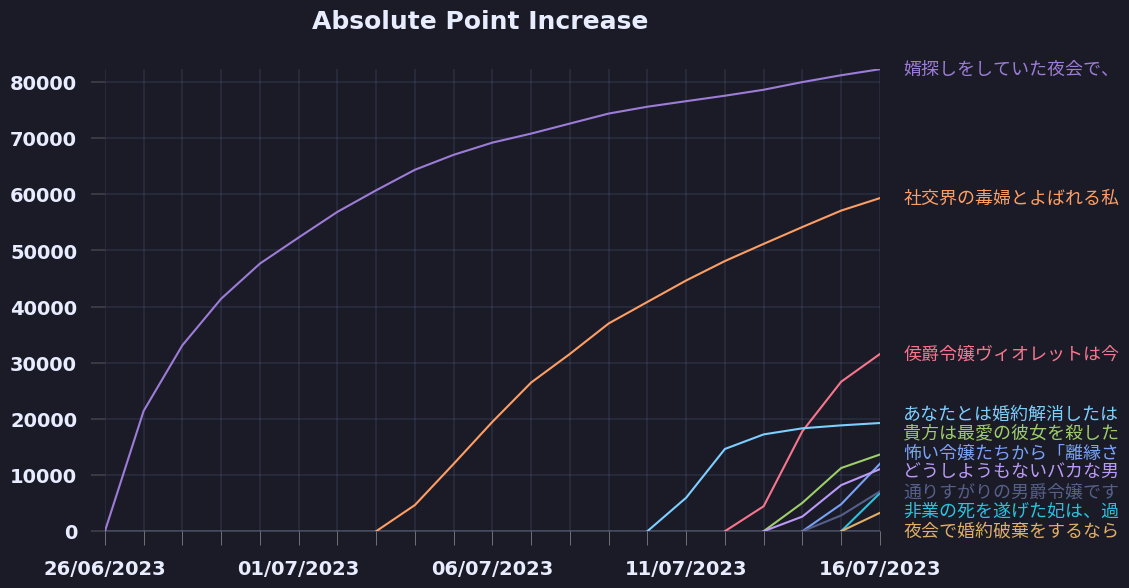 Absolute Point Increase
80000
70000
60000
50000
40000
30000
20000
10000
0
26/06/2023
01/07/2023
06/07/2023
11/07/2023
16/07/2023
婿探しをしていた夜会で、
社交界の毒婦とよばれる私
侯爵令嬢ヴィオレットは今
あなたとは婚約解消したは
貴方は最愛の彼女を殺した
怖い令嬢たちから「離縁さ
どうしようもないバカな男
通りすがりの男爵令嬢です
非業の死を遂げた妃は、過
夜会で婚約破棄をするなら